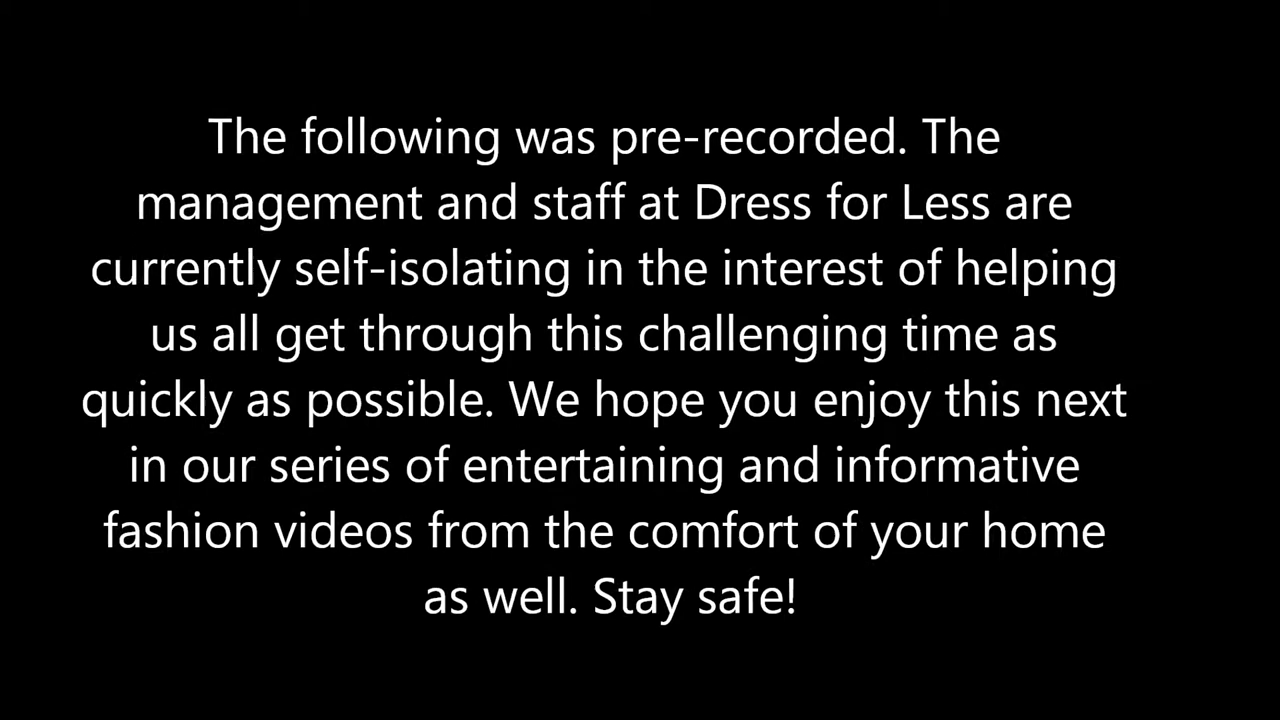 The following was pre-recorded. The
management and staff at Dress for Less are
currently self-isolating in the interest of helping
us all get through this challenging time as
quickly as possible. We hope you enjoy this next
in our series of entertaining and informative
fashion videos from the comfort of your home
as well. Stay safe!